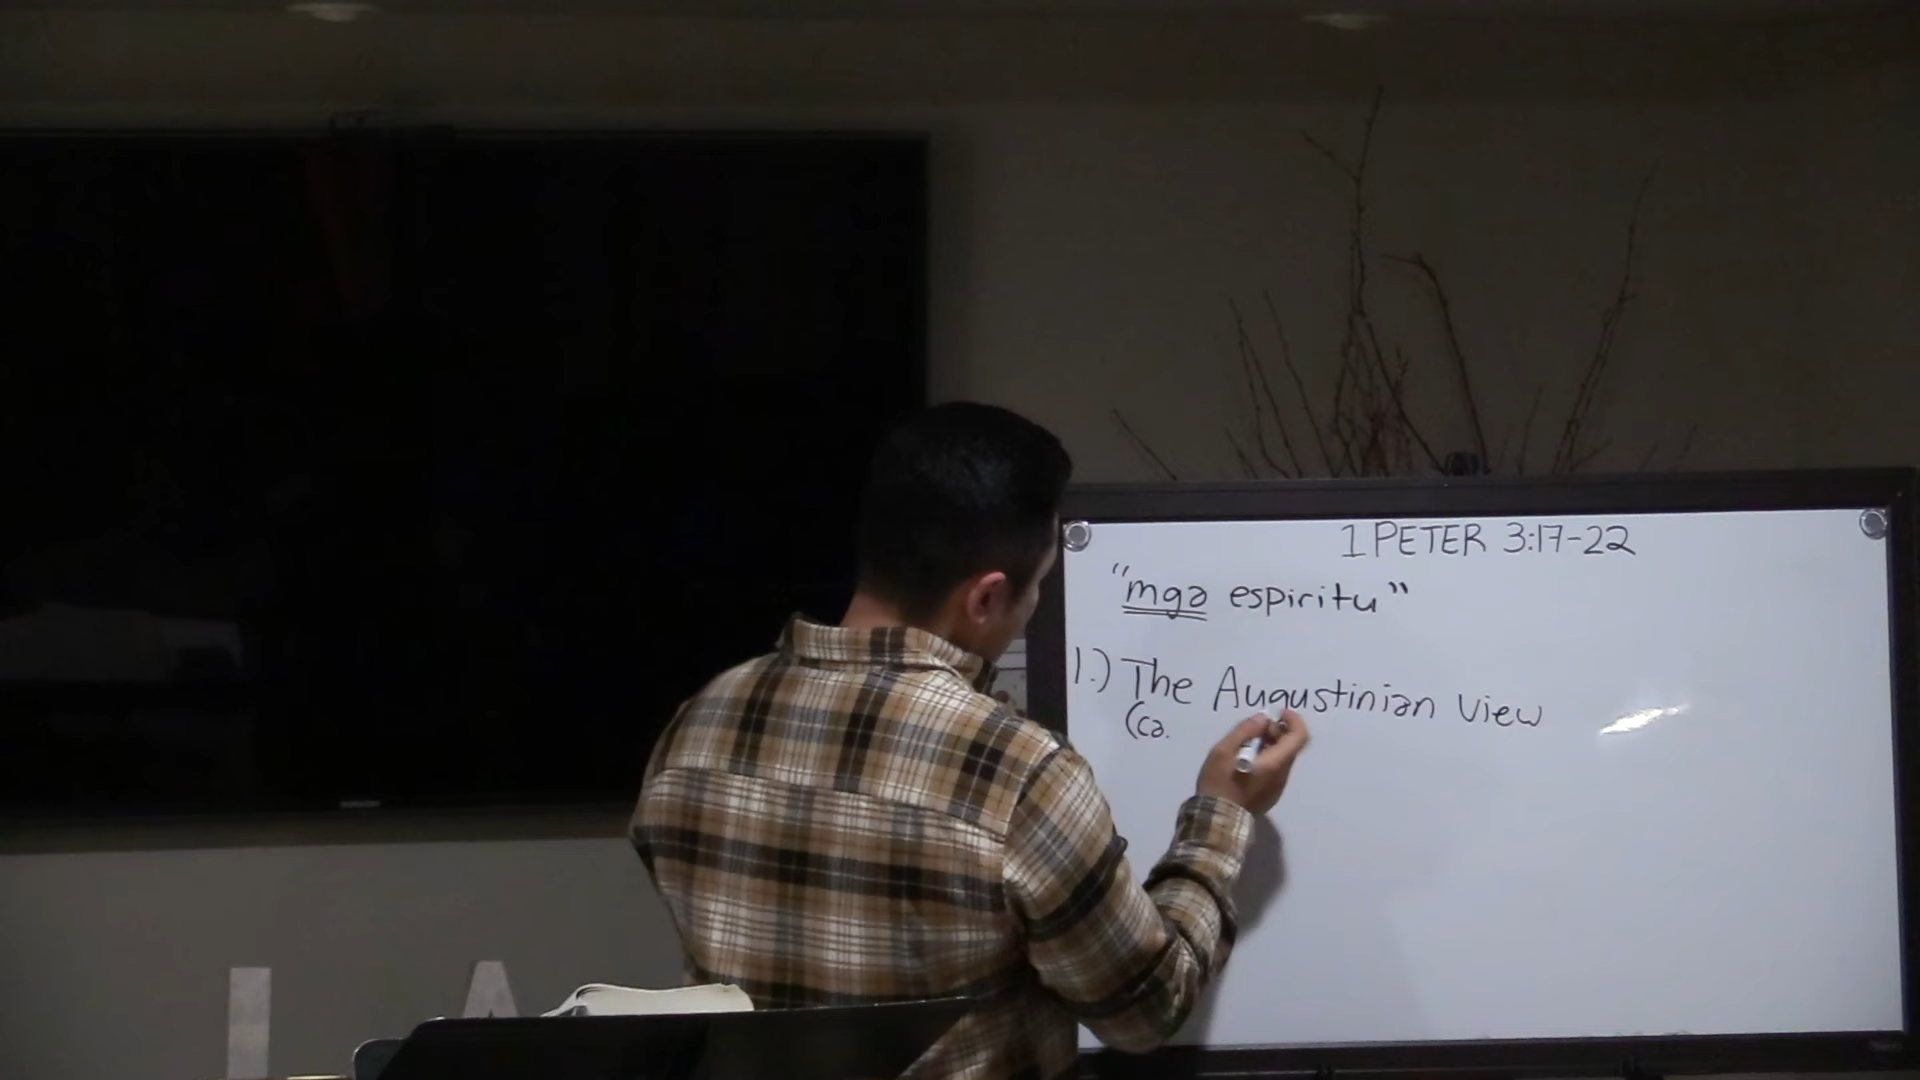 1 PETER 3:17-22
"mga espiritu"
1.) The Augustinian view
(ca.